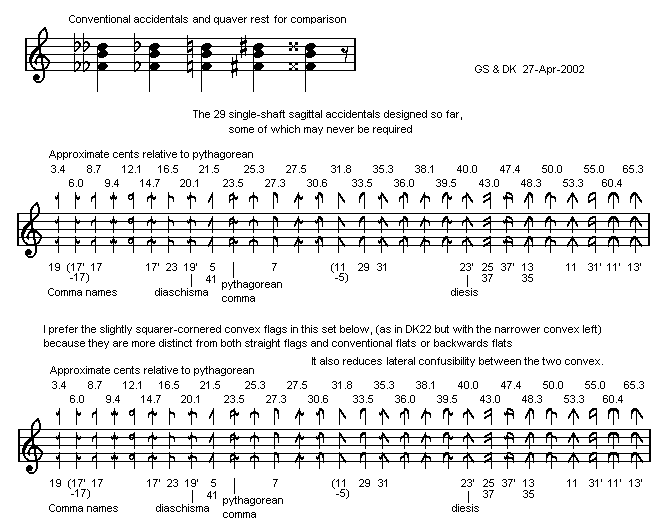 Conventional accidentals and quaver rest for comparison
GS & DK 27-Apr-2002
The 29 single-shaft sagittal accidentals designed so far,
some of which may never be required
Approximate cents relative to pythagorean
3.4 8.7 12.1 16.5 21.5 25.3 27.5 31.8 35.3 38.1 40.0 47.4 50.0 55.0 65.3
6.0 9.4 14.7 20.1 23.5 27.3 30.6 33.5 36.0 39.5 43.0 48.3 53.3 60.4
19 (17' 17 17' 23 19' 5 7 (11 29 31 23' 25 37' 13 11 31' 11' 13'
-17) 41 -5) 37 35
Comma names diaschisma pythagorean diesis
comma
I prefer the slightly squarer-cornered convex flags in this set below, (as in DK22 but with the narrower convex left)
because they are more distinct from both straight flags and conventional flats or backwards flats
It also reduces lateral confusibility between the two convex.
Approximate cents relative to pythagorean
3.4 8.7 12.1 16.5 21.5 25.3 27.5 31.8 35.3 38.1 40.0 47.4 50.0 55.0 65.3
6.0 9.4 14.7 20.1 23.5 27.3 30.6 33.5 36.0 39.5 43.0 48.3 53.3 60.4
19 (17' 17 17' 23 19' 5 7 (11 29 31 23' 25 37' 13 11 31' 11' 13'
-17) 41 -5) 37 35
Comma names diaschisma pythagorean diesis
comma